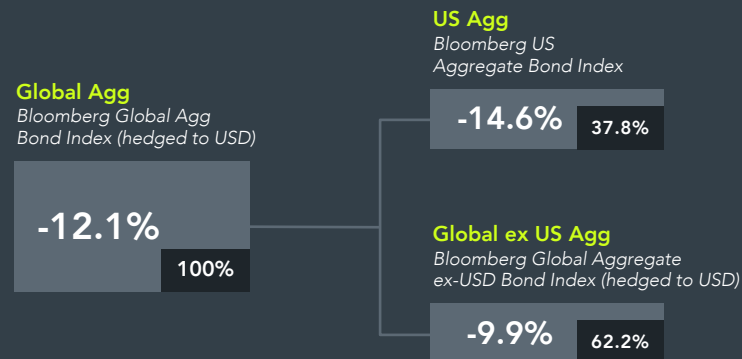 Global Agg
Bloomberg Global Agg
Bond Index (hedged to USD)
-12.1%
100%
US Agg
Bloomberg US
Aggregate Bond Index
-14.6%
37.8%
Global ex US Agg
Bloomberg Global Aggregate
ex-USD Bond Index (hedged to USD)
-9.9%
62.2%